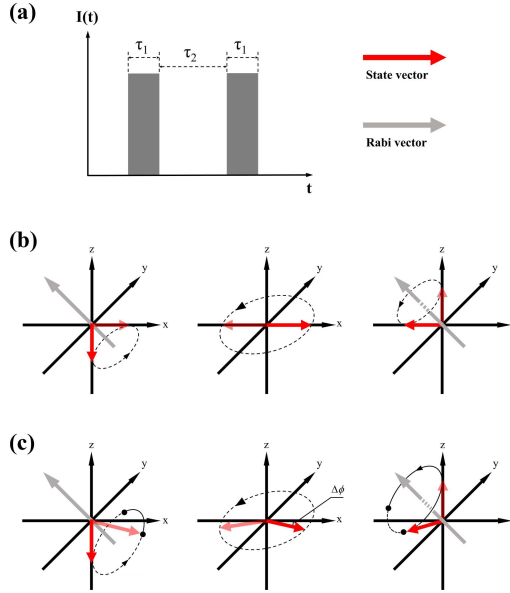 (a)
I(t)
τ1
τ2
τ1
t
State vector
Rabi vector
(b)
z
y
x
z
y
x
z
y
x
(c)
z
y
x
z
y
Δϕ
x
z
y
x